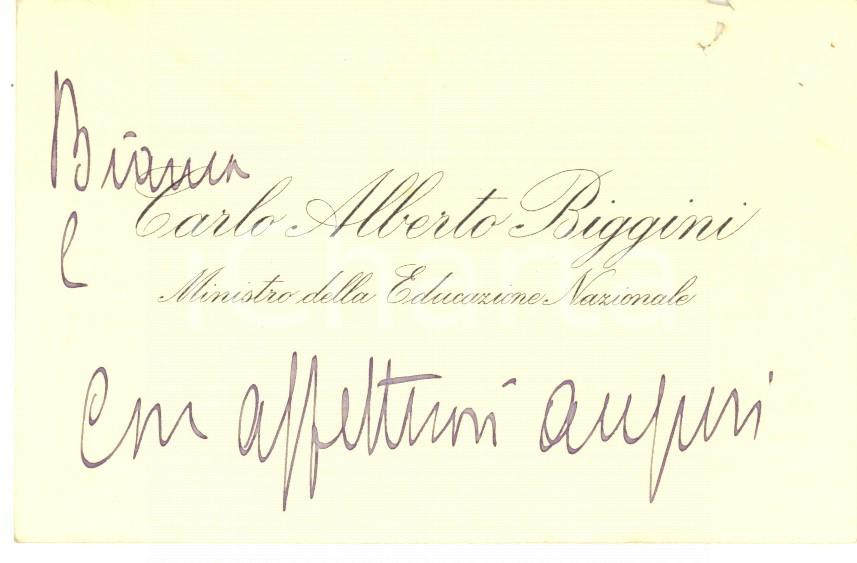 Bianca
e
Carlo Alberto Biggini
Ministro della Educazione Nazionale
con affettuosi auguri